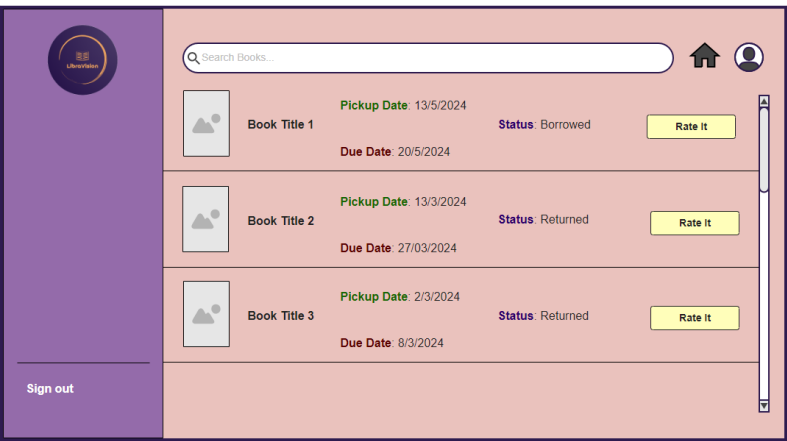 LibroVision
Search Books...
Book Title 1
Pickup Date: 13/5/2024
Due Date: 20/5/2024
Status: Borrowed
Rate It
Book Title 2
Pickup Date: 13/3/2024
Due Date: 27/03/2024
Status: Returned
Rate It
Book Title 3
Pickup Date: 2/3/2024
Due Date: 8/3/2024
Status: Returned
Rate It
Sign out